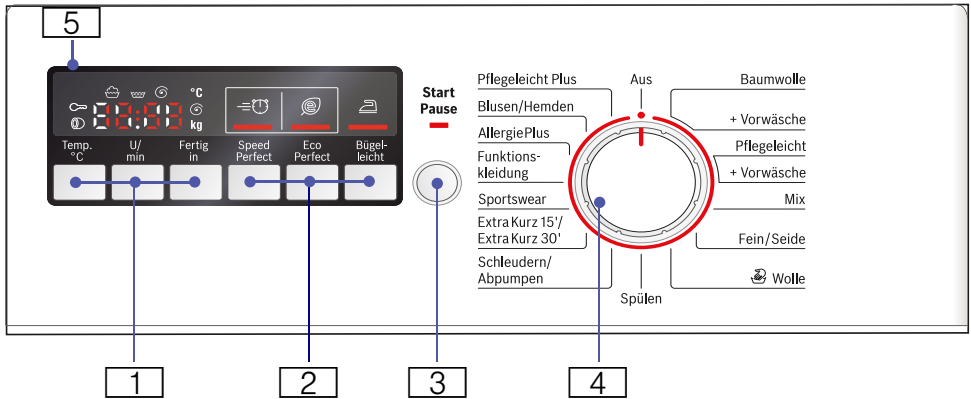 5
°C
kg
Temp.
°C
U/
min
Fertig
in
Speed
Perfect
Eco
Perfect
Bügel-
leicht
Start
Pause
Pflegeleicht Plus
Blusen/Hemden
AllergiePlus
Funktions-
kleidung
Sportswear
Extra Kurz 15'/
Extra Kurz 30'
Schleudern/
Abpumpen
Aus
Baumwolle
+ Vorwäsche
Pflegeleicht
+ Vorwäsche
Mix
Fein/Seide
Wolle
Spülen
1
2
3
4